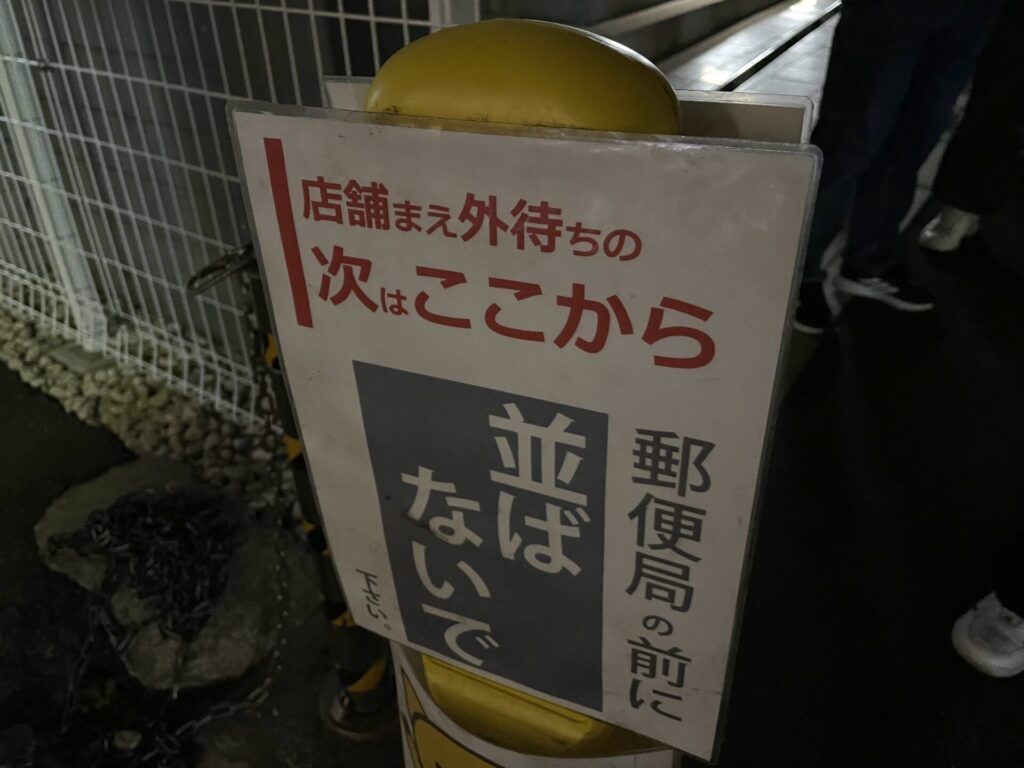 店舗まえ外待ちの
次はここから
郵便局の前に
並ば
ないで
下さい。